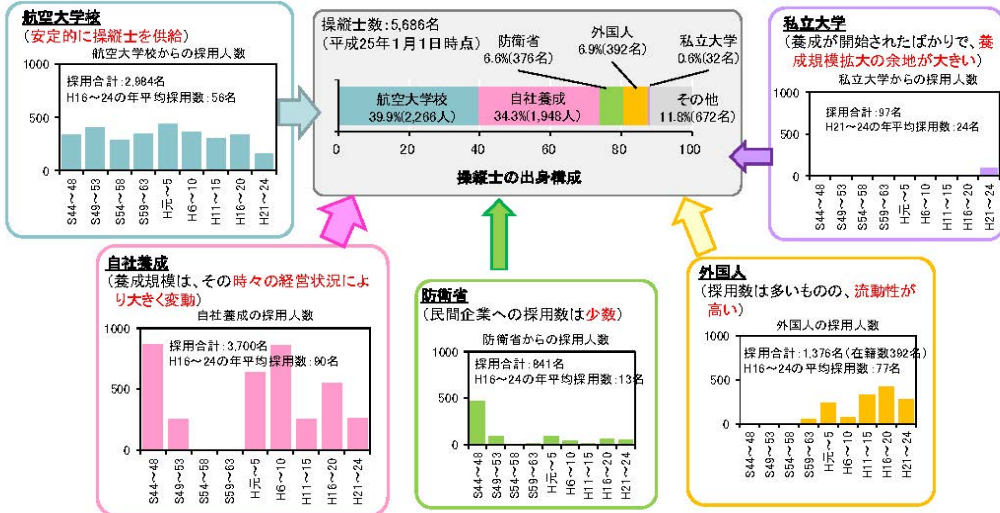 航空大学校
(安定的に操縦士を供給)
航空大学校からの採用人数
1000
採用合計:2,984名
H16~24の年平均採用数:56名
500
0
S44~48
S49~53
S54~58
S59~63
H元~5
H6~10
H11~15
H16~20
H21~24
操縦士数:5,686名
(平成25年1月1日時点)
防衛省
6.6%(376名)
外国人
6.9%(392名)
私立大学
0.6%(32名)
航空大学校
39.9%(2,266人)
自社養成
34.3%(1,948人)
その他
11.8%(672名)
0
20
40
60
80
100
操縦士の出身構成
私立大学
(養成が開始されたばかりで、養
成規模拡大の余地が大きい)
私立大学からの採用人数
1000
採用合計:97名
H21~24の年平均採用数:24名
500
0
S44~48
S49~53
S54~58
S59~63
H元~5
H6~10
H11~15
H16~20
H21~24
自社養成
(養成規模は、その時々の経営状況によ
り大きく変動)
自社養成の採用人数
1000
採用合計:3,700名
H16~24の年平均採用数:90名
500
0
S44~48
S49~53
S54~58
S59~63
H元~5
H6~10
H11~15
H16~20
H21~24
防衛省
(民間企業への採用数は少数)
防衛省からの採用人数
1000
採用合計:841名
H16~24の年平均採用数:13名
500
0
S44~48
S49~53
S54~58
S59~63
H元~5
H6~10
H11~15
H16~20
H21~24
外国人
(採用数は多いものの、流動性が
高い)
外国人の採用人数
1000
採用合計:1,376名(在籍数392名)
H16~24の年平均採用数:77名
500
0
S44~48
S49~53
S54~58
S59~63
H元~5
H6~10
H11~15
H16~20
H21~24